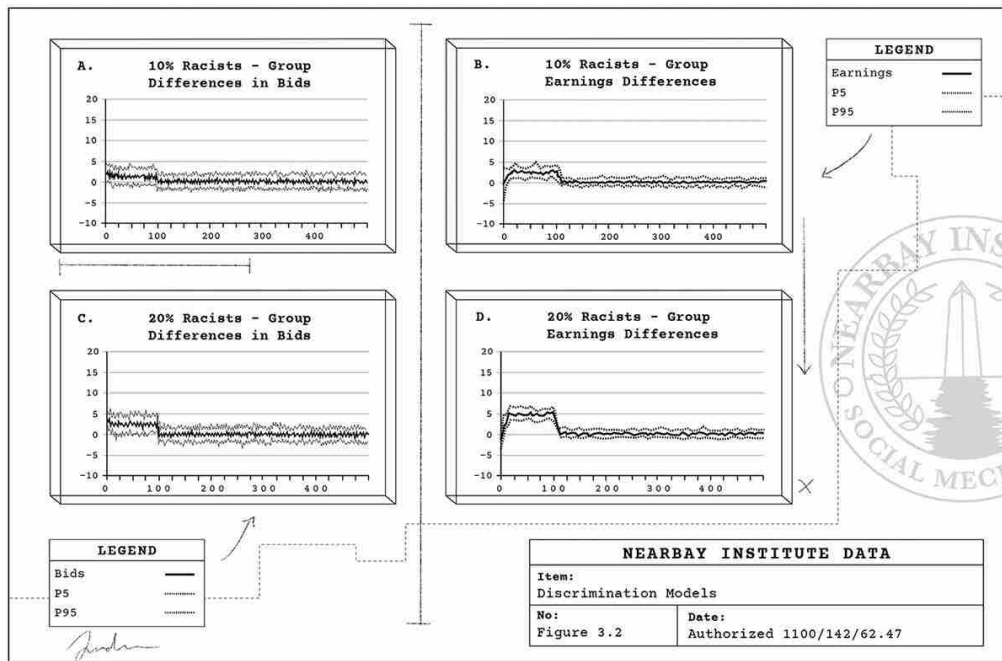 A. 10% Racists - Group
Differences in Bids
20
15
10
5
0
-5
-10
0 100 200 300 400
B. 10% Racists - Group
Earnings Differences
20
15
10
5
0
-5
-10
0 100 200 300 400
LEGEND
Earnings
P5
P95
C. 20% Racists - Group
Differences in Bids
20
15
10
5
0
-5
-10
0 100 200 300 400
D. 20% Racists - Group
Earnings Differences
20
15
10
5
0
-5
-10
0 100 200 300 400
NEARBAY INS
SOCIAL MEC
LEGEND
Bids
P5
P95
NEARBAY INSTITUTE DATA
Item:
Discrimination Models
No:
Figure 3.2
Date:
Authorized 1100/142/62.47